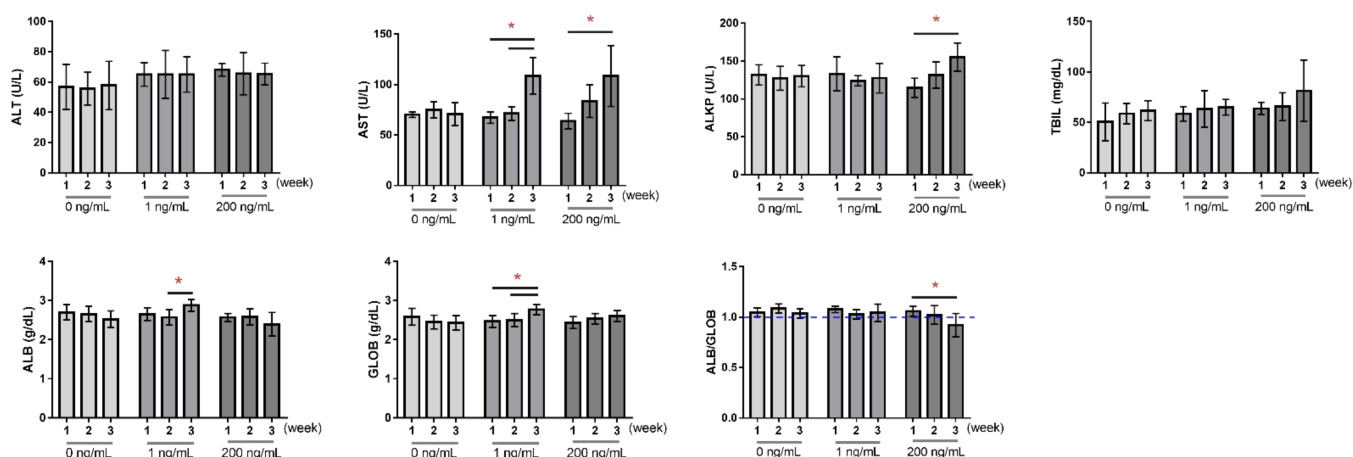 ALT (U/L)
100
80
60
40
20
0
1 2 3 1 2 3 1 2 3 (week)
0 ng/mL 1 ng/mL 200 ng/mL
AST (U/L)
150
100
50
0
* *
1 2 3 1 2 3 1 2 3 (week)
0 ng/mL 1 ng/mL 200 ng/mL
ALKP (U/L)
200
150
100
50
0
*
1 2 3 1 2 3 1 2 3 (week)
0 ng/mL 1 ng/mL 200 ng/mL
TBIL (mg/dL)
150
100
50
0
1 2 3 1 2 3 1 2 3 (week)
0 ng/mL 1 ng/mL 200 ng/mL
ALB (g/dL)
4
3
2
1
0
*
1 2 3 1 2 3 1 2 3 (week)
0 ng/mL 1 ng/mL 200 ng/mL
GLOB (g/dL)
4
3
2
1
0
*
1 2 3 1 2 3 1 2 3 (week)
0 ng/mL 1 ng/mL 200 ng/mL
ALB/GLOB
1.5
1.0
0.5
0.0
*
1 2 3 1 2 3 1 2 3 (week)
0 ng/mL 1 ng/mL 200 ng/mL